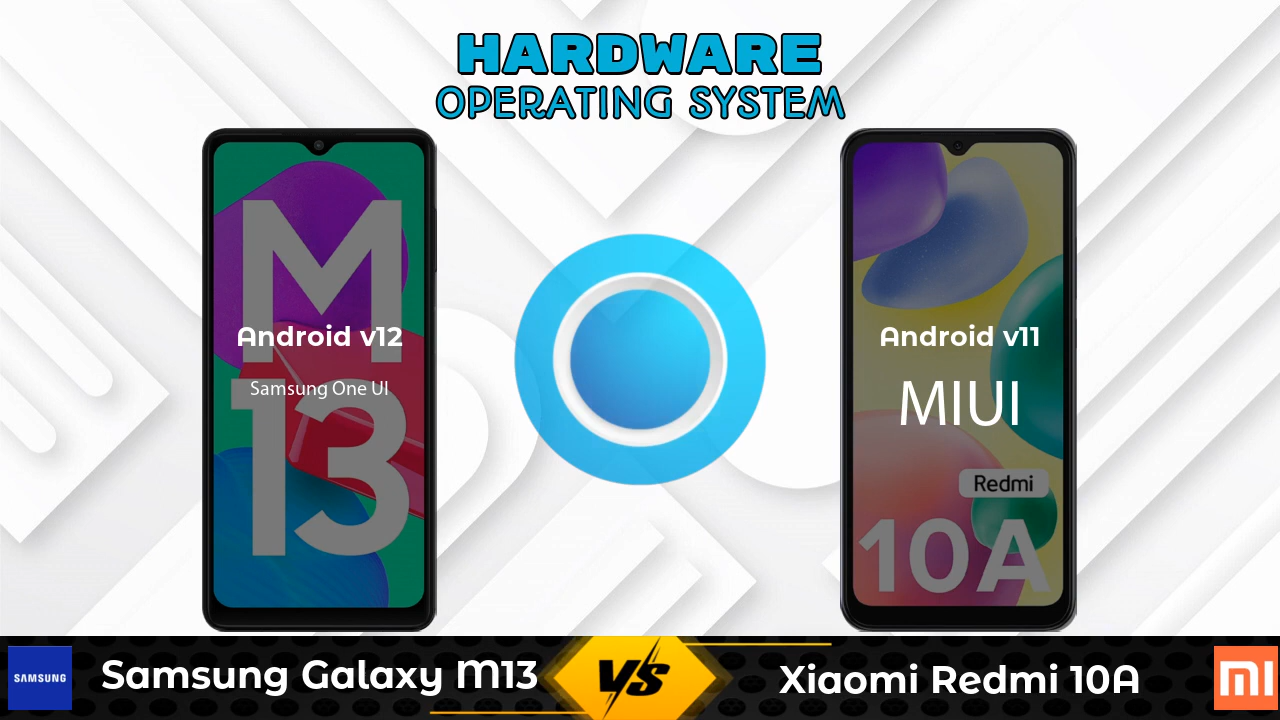 HARDWARE
OPERATING SYSTEM
M
13
Android v12
Samsung One UI
Android v11
MIUI
Redmi
10A
SAMSUNG
Samsung Galaxy M13
VS
Xiaomi Redmi 10A
MI